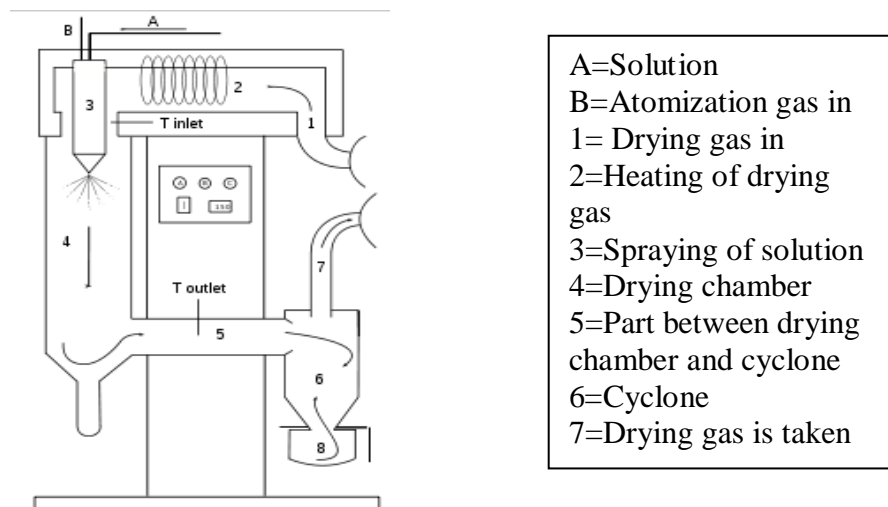 B
A
2
3
1
T inlet
A B C
I
150
4
7
T outlet
5
6
8
A=Solution
B=Atomization gas in
1= Drying gas in
2=Heating of drying
gas
3=Spraying of solution
4=Drying chamber
5=Part between drying
chamber and cyclone
6=Cyclone
7=Drying gas is taken